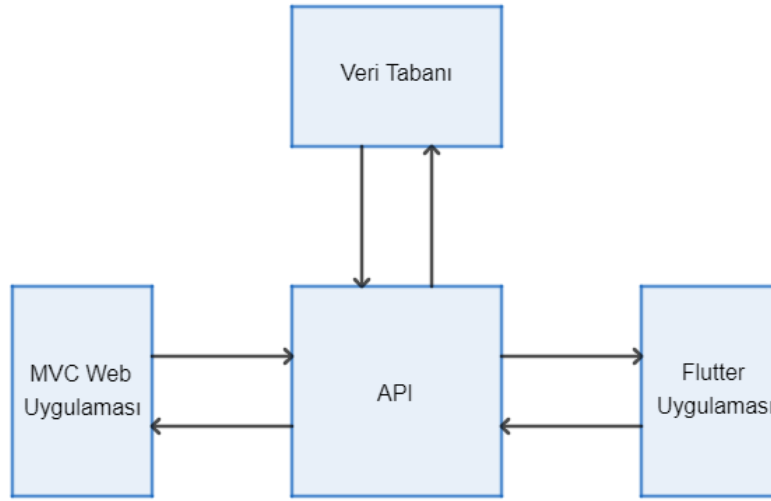 Veri Tabanı
MVC Web
Uygulaması
API
Flutter
Uygulaması